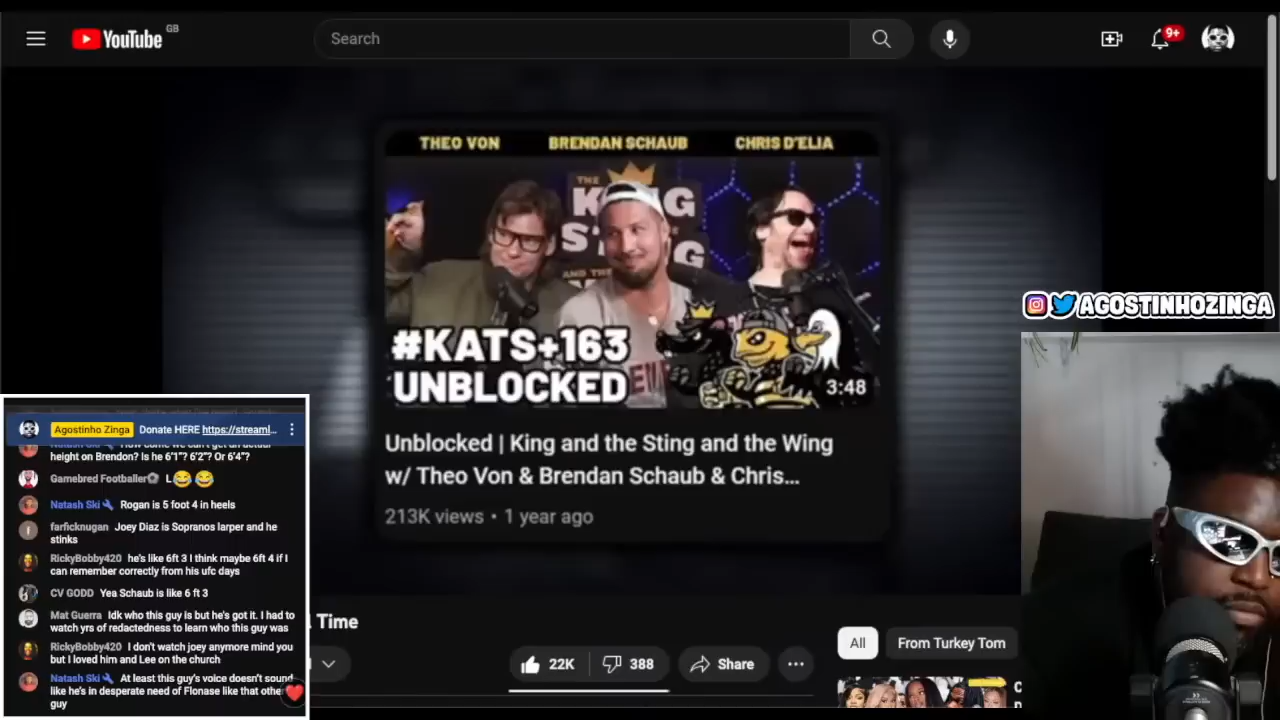 YouTube
GB
Search
9+
THEO VON
BRENDAN SCHAUB
CHRIS D'ELIA
THE
AND THE
#KATS+163
UNBLOCKED
3:48
Unblocked | King and the Sting and the Wing
w/ Theo Von & Brendan Schaub & Chris...
213K views • 1 year ago
AGOSTINHOZINGA
Agostinho Zinga Donate HERE https://streaml...
height on Brendon? Is he 6'1"? 6'2"? Or 6'4"?
Gamebred Footballer L😂😂
Natash Ski Rogan is 5 foot 4 in heels
farficknugan Joey Diaz is Sopranos larper and he
stinks
RickyBobby420 he's like 6ft 3 I think maybe 6ft 4 if I
can remember correctly from his ufc days
CV GODD Yea Schaub is like 6 ft 3
Mat Guerra Idk who this guy is but he's got it. I had to
watch yrs of redactedness to learn who this guy was
RickyBobby420 I don't watch joey anymore mind you
but I loved him and Lee on the church
Natash Ski At least this guy's voice doesn't sound
like he's in desperate need of Flonase like that other
guy
Time
22K
388
Share
All
From Turkey Tom